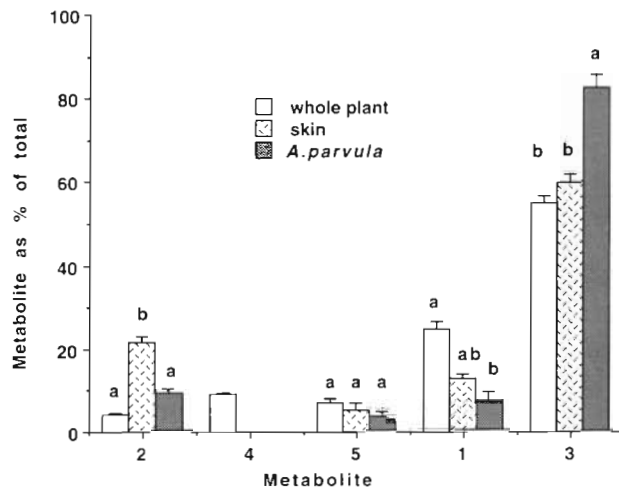 Metabolite as % of total
100
80
60
40
20
0
whole plant
skin
A.parvula
a
b
a
a a a
a
ab
b
b b
a
2 4 5 1 3
Metabolite